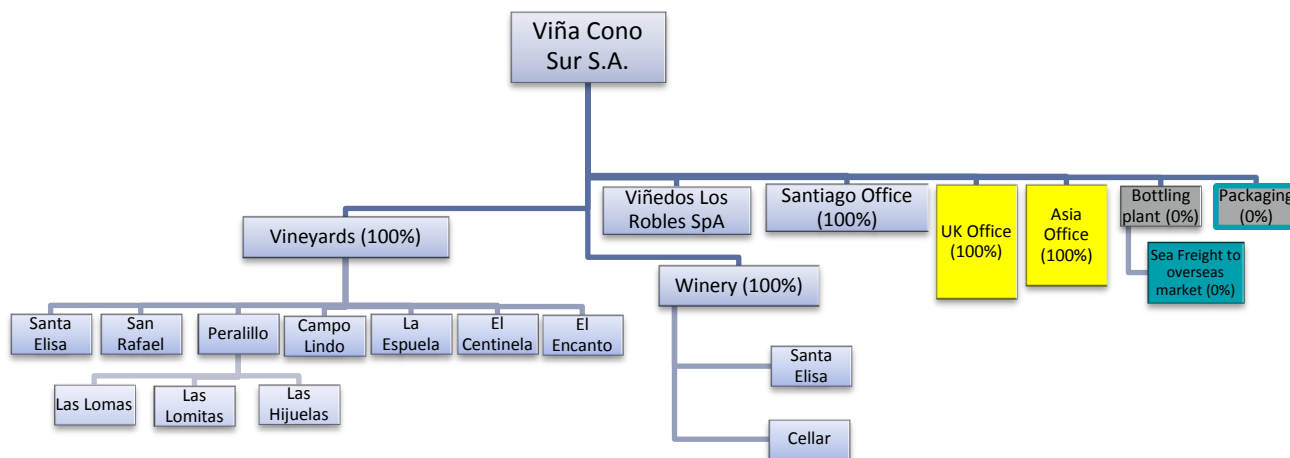 Viña Cono
Sur S.A.
Viñedos Los
Robles SpA
Santiago Office
(100%)
UK Office
(100%)
Asia
Office
(100%)
Bottling
plant (0%)
Packaging
(0%)
Sea Freight to
overseas
market (0%)
Vineyards (100%)
Winery (100%)
Santa
Elisa
San
Rafael
Peralillo
Campo
Lindo
La
Espuela
El
Centinela
El
Encanto
Las Lomas
Las
Lomitas
Las
Hijuelas
Santa
Elisa
Cellar